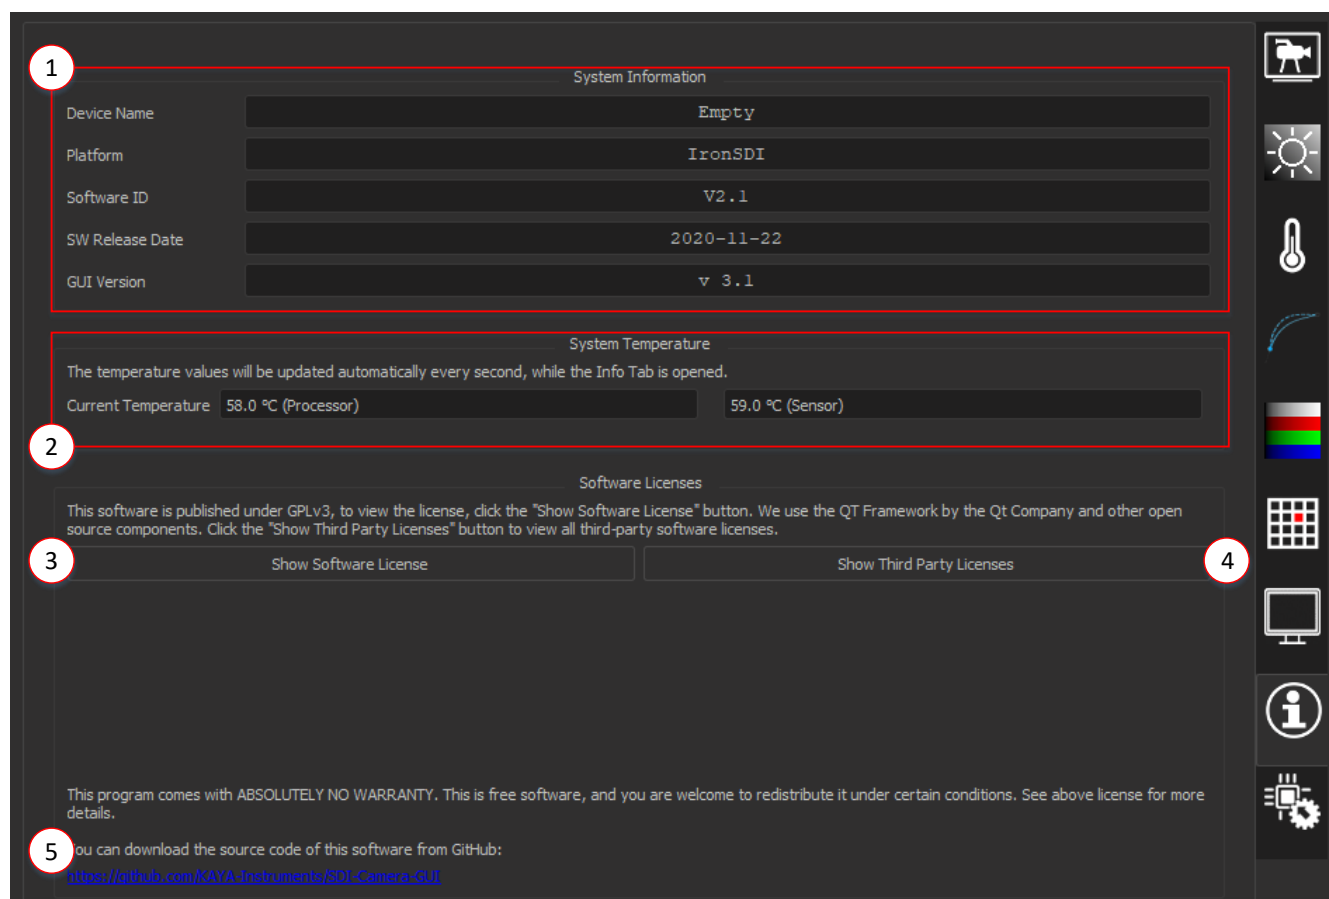 1
System Information
Device Name Empty
Platform IronSDI
Software ID V2.1
SW Release Date 2020-11-22
GUI Version v 3.1
System Temperature
The temperature values will be updated automatically every second, while the Info Tab is opened.
Current Temperature 58.0 ºC (Processor) 59.0 ºC (Sensor)
2
Software Licenses
This software is published under GPLv3, to view the license, click the "Show Software License" button. We use the QT Framework by the Qt Company and other open
source components. Click the "Show Third Party Licenses" button to view all third-party software licenses.
3 Show Software License Show Third Party Licenses 4
This program comes with ABSOLUTELY NO WARRANTY. This is free software, and you are welcome to redistribute it under certain conditions. See above license for more
details.
5 ou can download the source code of this software from GitHub:
https://github.com/KAYA-Instruments/SDI-Camera-GUI